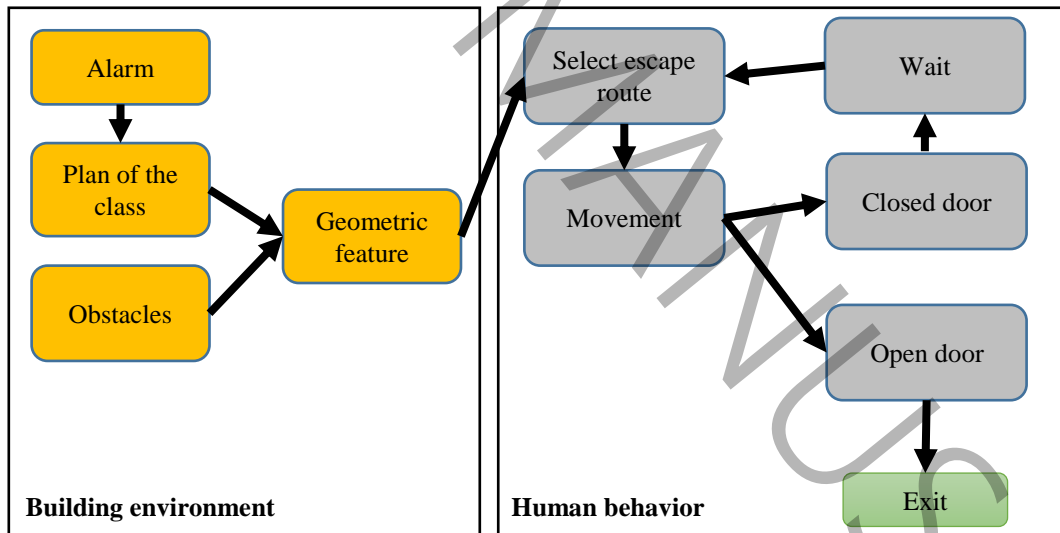 Alarm
Plan of the
class
Obstacles
Geometric
feature
Building environment
Select escape
route
Wait
Movement
Closed door
Open door
Exit
Human behavior
MANUS